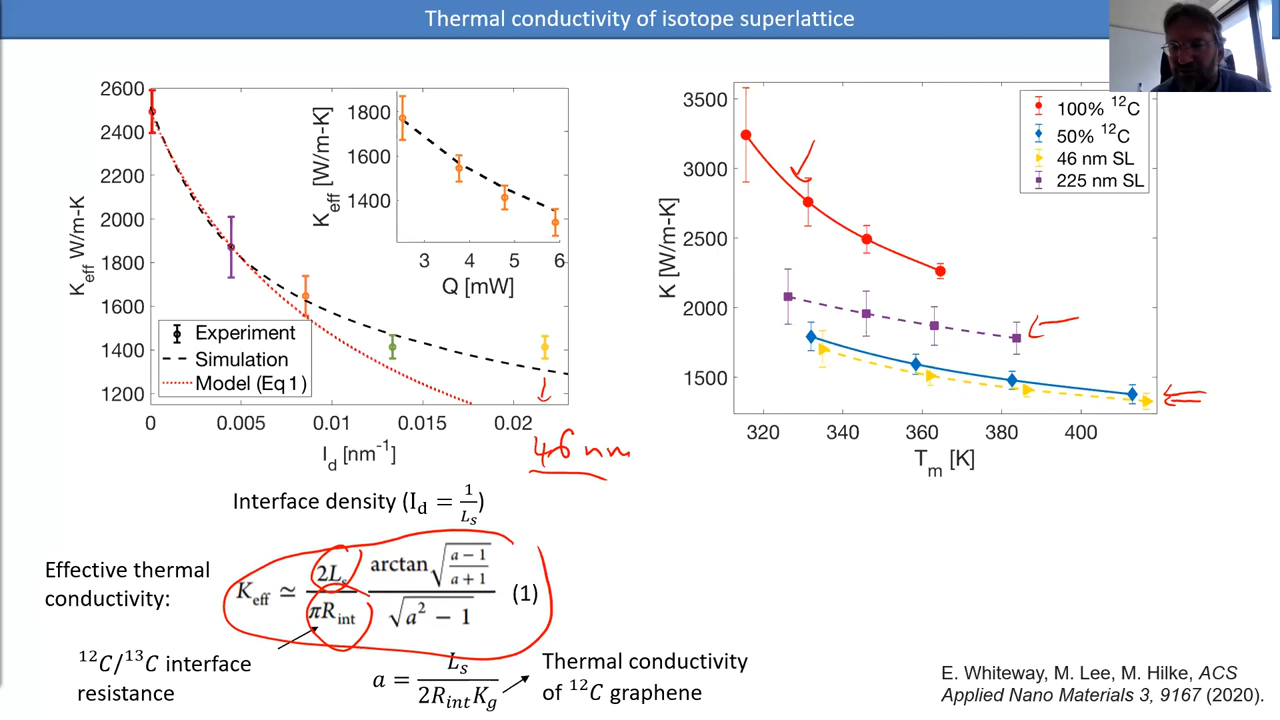 Thermal conductivity of isotope superlattice
2600
2400
2200
2000
1800
1600
1400
1200
K_eff W/m-K
0
0.005
0.01
0.015
0.02
I_d [nm⁻¹]
Experiment
Simulation
Model (Eq 1)
1800
1600
1400
K_eff [W/m-K]
3
4
5
6
Q [mW]
46 nm
3500
3000
2500
2000
1500
K [W/m-K]
320
340
360
380
400
T_m [K]
100% ¹²C
50% ¹²C
46 nm SL
225 nm SL
Interface density (I_d = 1/L_s)
Effective thermal
conductivity:
K_eff ≃ 2L_s/πR_int arctan√((a − 1)/(a + 1))/√(a² − 1) (1)
¹²C/¹³C interface
resistance
a = L_s/2R_intK_g
Thermal conductivity
of ¹²C graphene
E. Whiteway, M. Lee, M. Hilke, ACS
Applied Nano Materials 3, 9167 (2020).